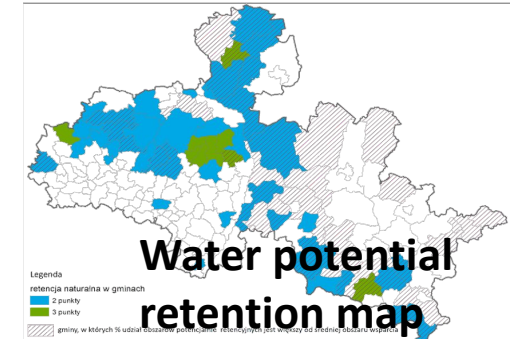 Water potential
retention map
Legenda
retencja naturalna w gminach
2 punkty
3 punkty
gminy, w których % udział obszarów potencjalnie retencyjnych jest większy od średniej obszaru wsparcia